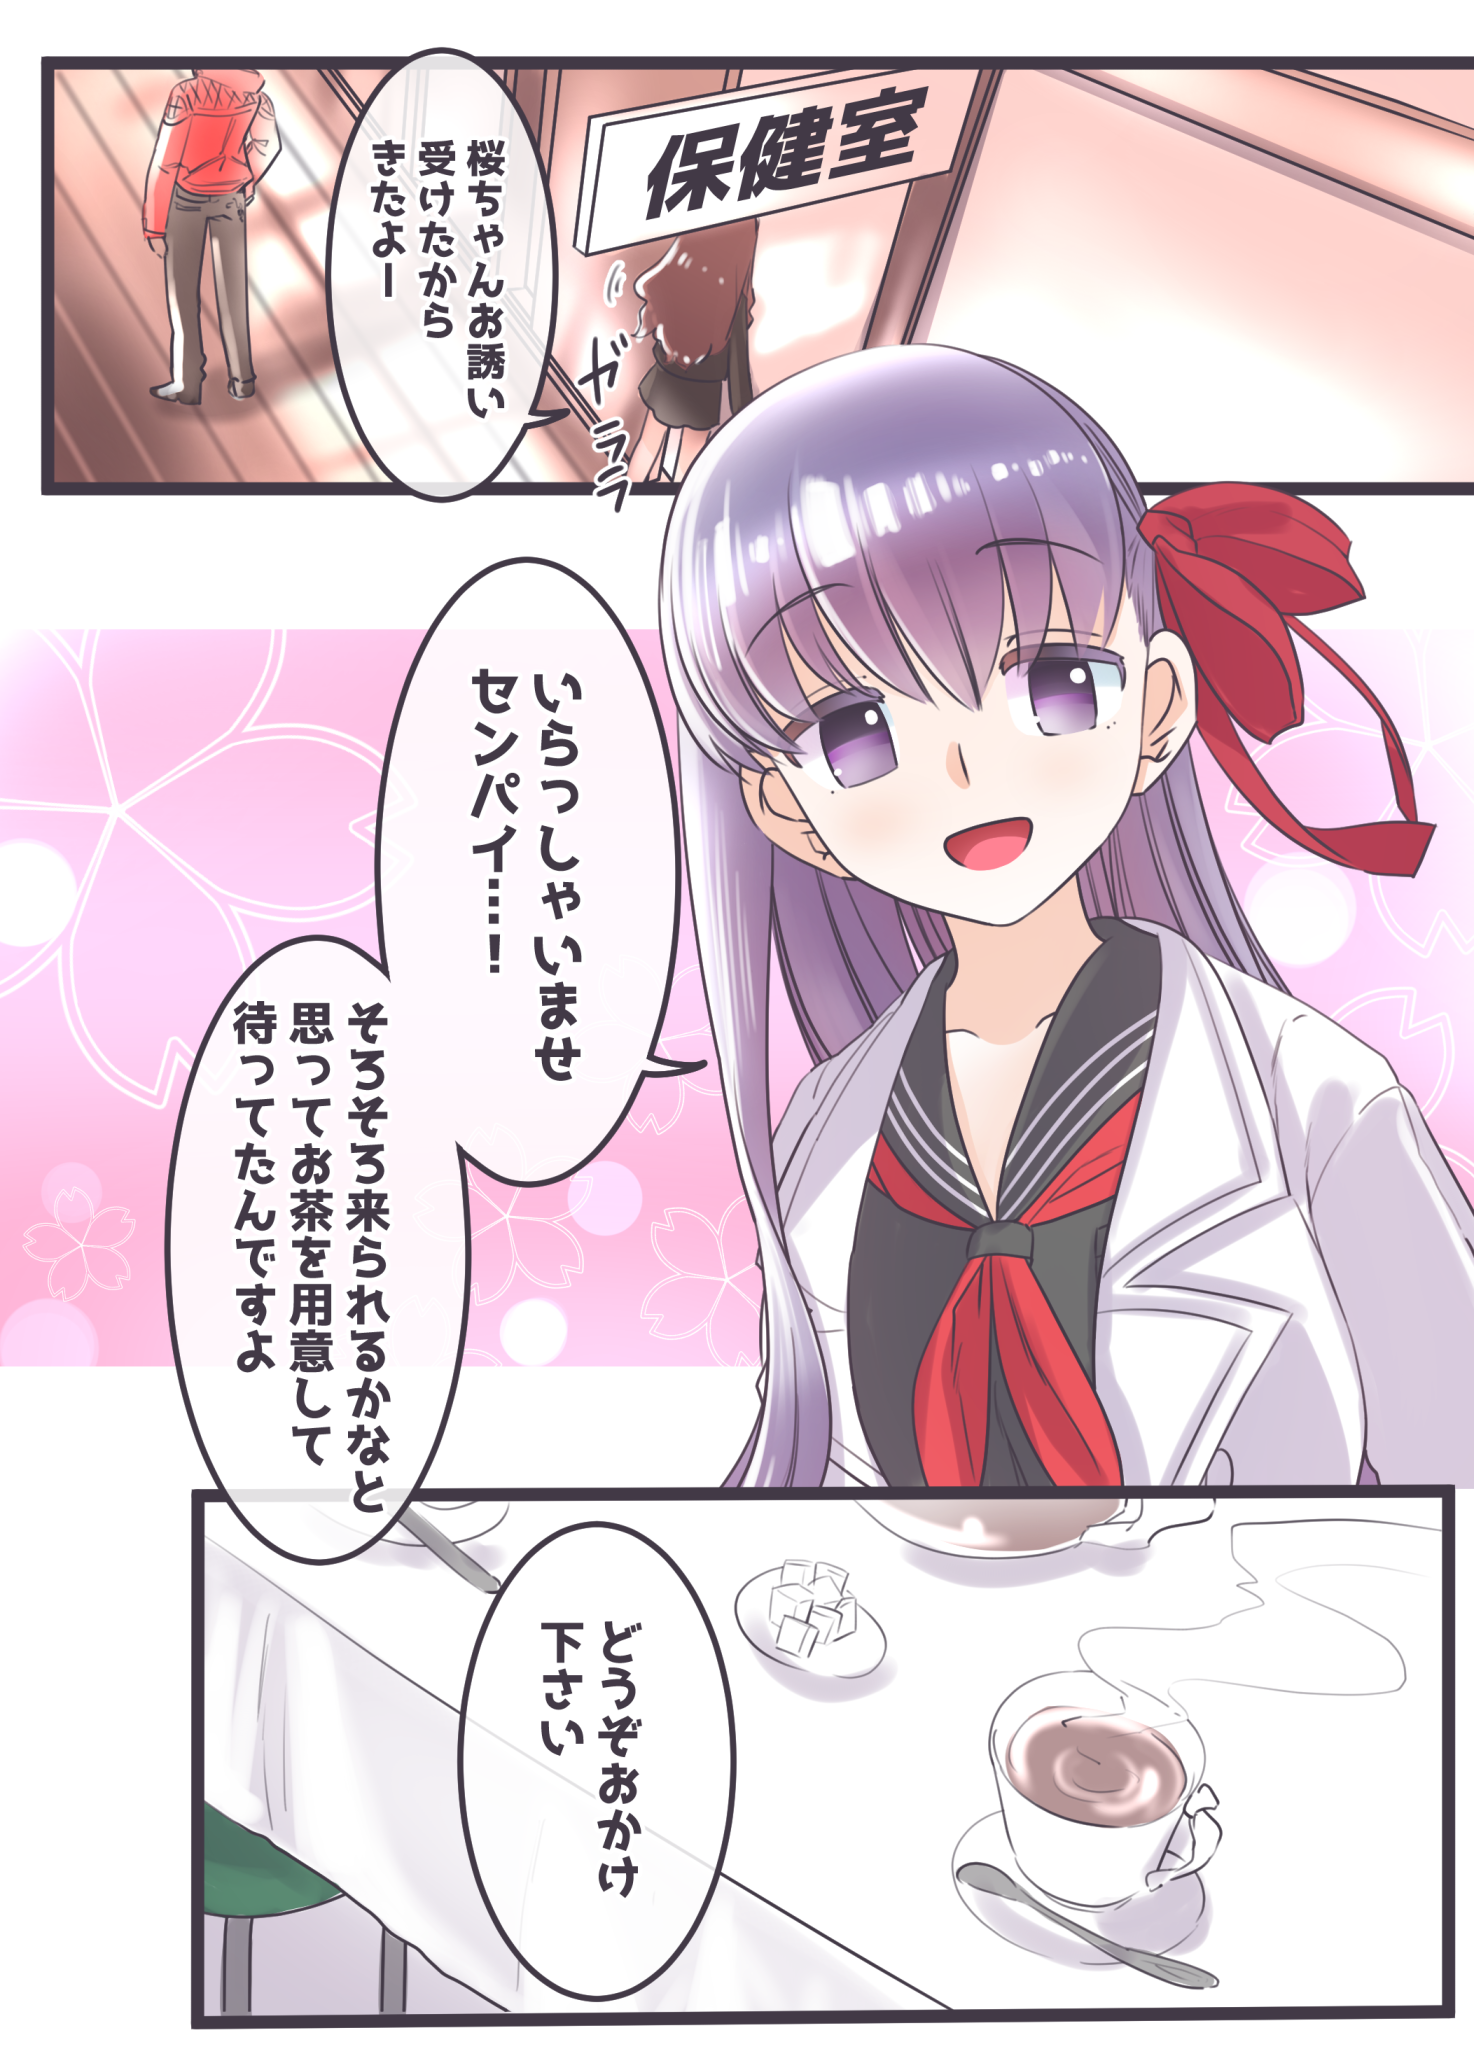 保健室
ガララ
桜ちゃんお誘い
受けたから
きたよー
いらっしゃいませ
センパイ…!
そろそろ来られるかなと
思ってお茶を用意して
待ってたんですよ
どうぞおかけ
下さい